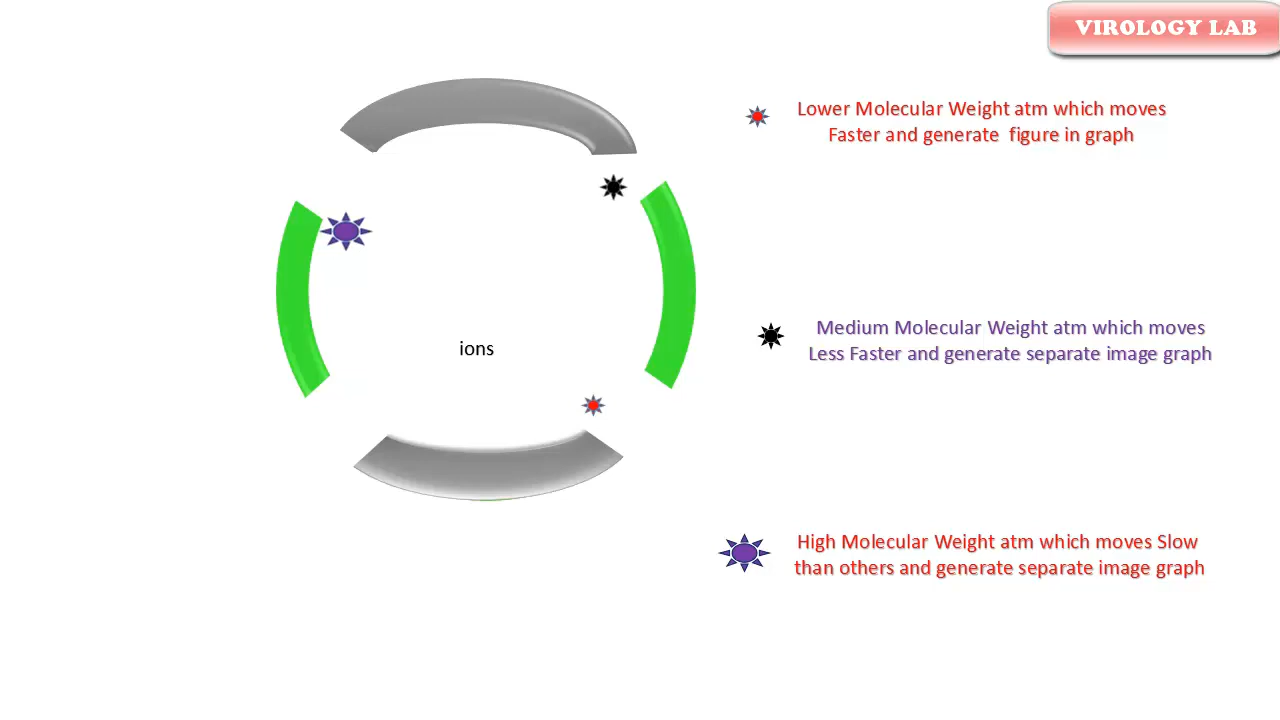 VIROLOGY LAB
Lower Molecular Weight atm which moves
Faster and generate figure in graph
Medium Molecular Weight atm which moves
Less Faster and generate separate image graph
ions
High Molecular Weight atm which moves Slow
than others and generate separate image graph